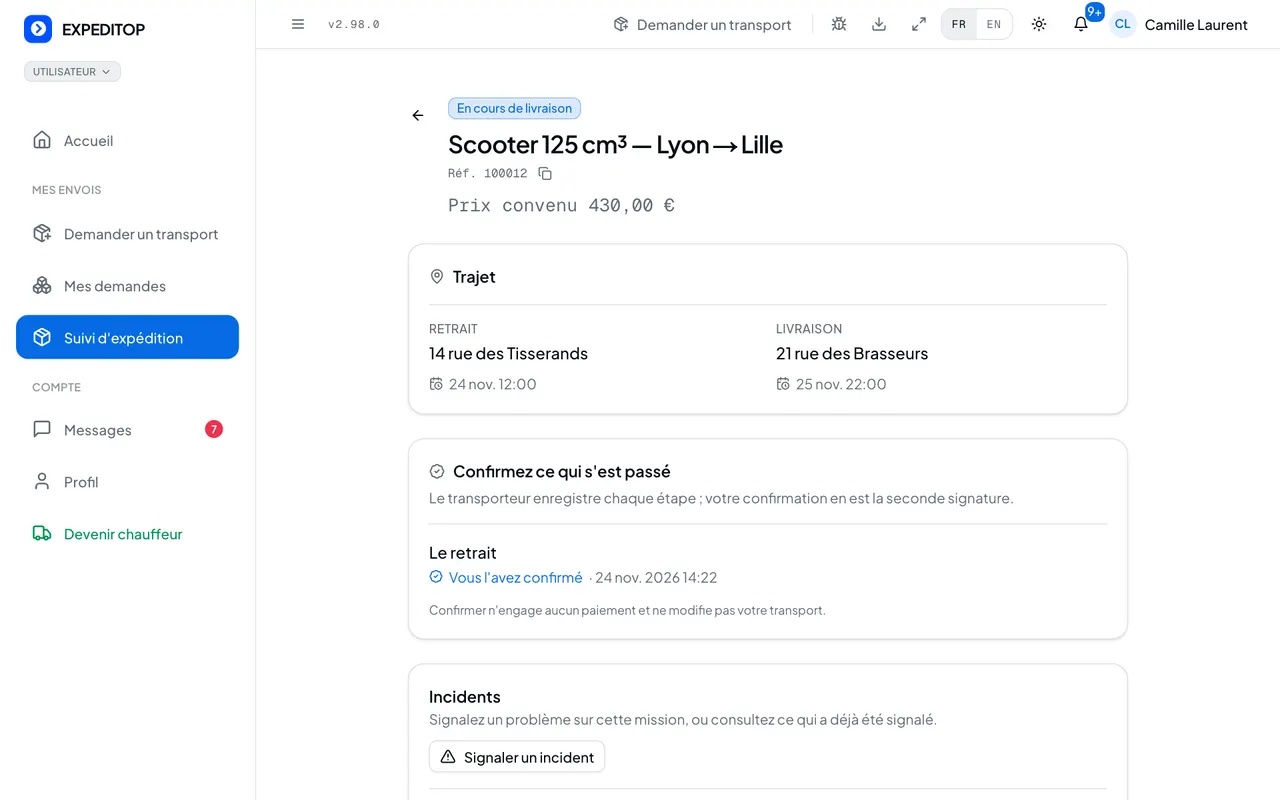 EXPEDITOP
UTILISATEUR
Accueil
MES ENVOIS
Demander un transport
Mes demandes
Suivi d'expédition
COMPTE
Messages
7
Profil
Devenir chauffeur
v2.98.0
Demander un transport
FR
EN
9+
CL
Camille Laurent
En cours de livraison
Scooter 125 cm³ — Lyon → Lille
Réf. 100012
Prix convenu 430,00 €
Trajet
RETRAIT
14 rue des Tisserands
24 nov. 12:00
LIVRAISON
21 rue des Brasseurs
25 nov. 22:00
Confirmez ce qui s'est passé
Le transporteur enregistre chaque étape ; votre confirmation en est la seconde signature.
Le retrait
Vous l'avez confirmé · 24 nov. 2026 14:22
Confirmer n'engage aucun paiement et ne modifie pas votre transport.
Incidents
Signalez un problème sur cette mission, ou consultez ce qui a déjà été signalé.
Signaler un incident